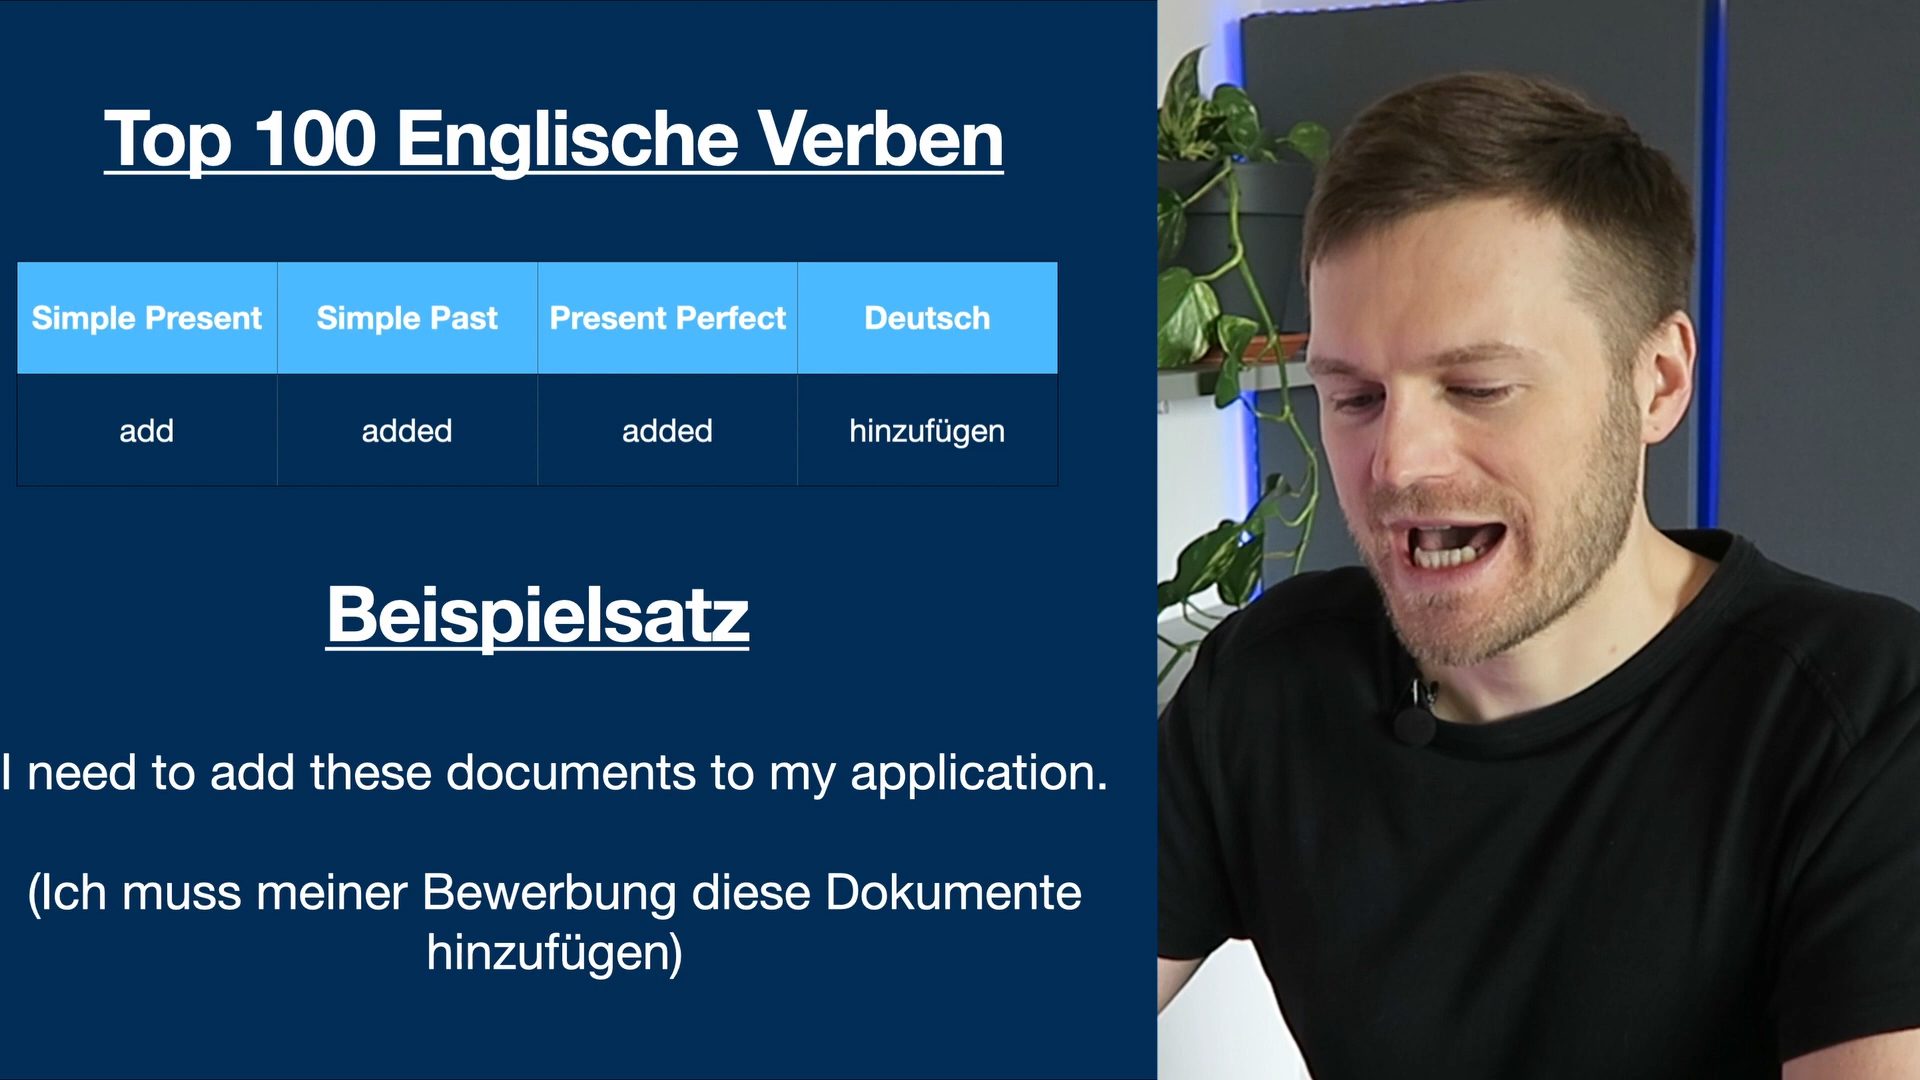 Top 100 Englische Verben
Simple Present Simple Past Present Perfect Deutsch
add added added hinzufügen
Beispielsatz
I need to add these documents to my application.
(Ich muss meiner Bewerbung diese Dokumente
hinzufügen)